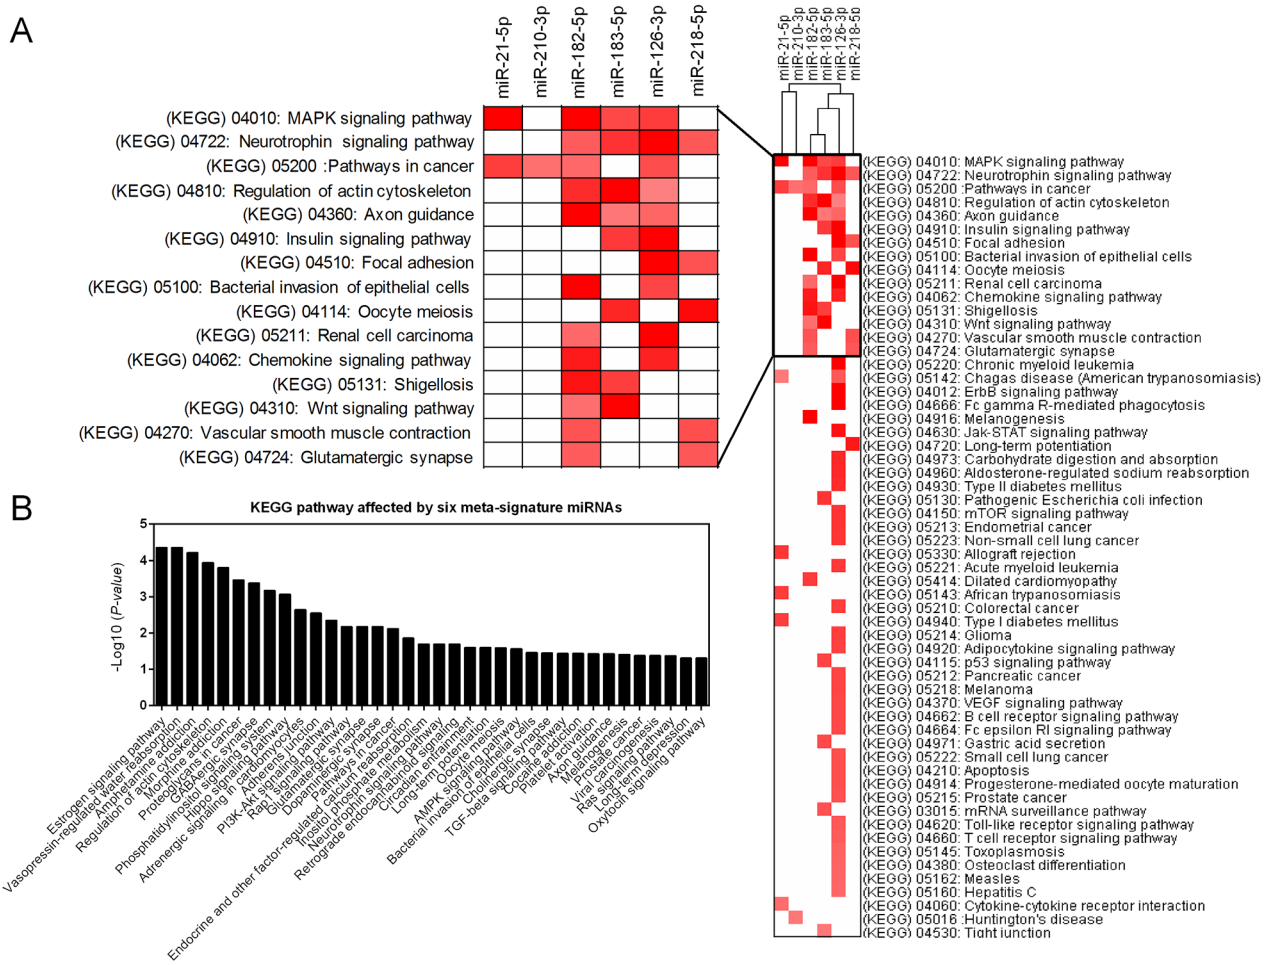 A
miR-21-5p
miR-210-3p
miR-182-5p
miR-183-5p
miR-126-3p
miR-218-5p
(KEGG) 04010: MAPK signaling pathway
(KEGG) 04722: Neurotrophin signaling pathway
(KEGG) 05200 :Pathways in cancer
(KEGG) 04810: Regulation of actin cytoskeleton
(KEGG) 04360: Axon guidance
(KEGG) 04910: Insulin signaling pathway
(KEGG) 04510: Focal adhesion
(KEGG) 05100: Bacterial invasion of epithelial cells
(KEGG) 04114: Oocyte meiosis
(KEGG) 05211: Renal cell carcinoma
(KEGG) 04062: Chemokine signaling pathway
(KEGG) 05131: Shigellosis
(KEGG) 04310: Wnt signaling pathway
(KEGG) 04270: Vascular smooth muscle contraction
(KEGG) 04724: Glutamatergic synapse
miR-21-5p
miR-210-3p
miR-182-5p
miR-183-5p
miR-126-3p
miR-218-5p
(KEGG) 04010: MAPK signaling pathway
(KEGG) 04722: Neurotrophin signaling pathway
(KEGG) 05200 :Pathways in cancer
(KEGG) 04810: Regulation of actin cytoskeleton
(KEGG) 04360: Axon guidance
(KEGG) 04910: Insulin signaling pathway
(KEGG) 04510: Focal adhesion
(KEGG) 05100: Bacterial invasion of epithelial cells
(KEGG) 04114: Oocyte meiosis
(KEGG) 05211: Renal cell carcinoma
(KEGG) 04062: Chemokine signaling pathway
(KEGG) 05131: Shigellosis
(KEGG) 04310: Wnt signaling pathway
(KEGG) 04270: Vascular smooth muscle contraction
(KEGG) 04724: Glutamatergic synapse
(KEGG) 05220: Chronic myeloid leukemia
(KEGG) 05142: Chagas disease (American trypanosomiasis)
(KEGG) 04012: ErbB signaling pathway
(KEGG) 04666: Fc gamma R-mediated phagocytosis
(KEGG) 04916: Melanogenesis
(KEGG) 04630: Jak-STAT signaling pathway
(KEGG) 04720: Long-term potentiation
(KEGG) 04973: Carbohydrate digestion and absorption
(KEGG) 04960: Aldosterone-regulated sodium reabsorption
(KEGG) 04930: Type II diabetes mellitus
(KEGG) 05130: Pathogenic Escherichia coli infection
(KEGG) 04150: mTOR signaling pathway
(KEGG) 05213: Endometrial cancer
(KEGG) 05223: Non-small cell lung cancer
(KEGG) 05330: Allograft rejection
(KEGG) 05221: Acute myeloid leukemia
(KEGG) 05414: Dilated cardiomyopathy
(KEGG) 05143: African trypanosomiasis
(KEGG) 05210: Colorectal cancer
(KEGG) 04940: Type I diabetes mellitus
(KEGG) 05214: Glioma
(KEGG) 04920: Adipocytokine signaling pathway
(KEGG) 04115: p53 signaling pathway
(KEGG) 05212: Pancreatic cancer
(KEGG) 05218: Melanoma
(KEGG) 04370: VEGF signaling pathway
(KEGG) 04662: B cell receptor signaling pathway
(KEGG) 04664: Fc epsilon RI signaling pathway
(KEGG) 04971: Gastric acid secretion
(KEGG) 05222: Small cell lung cancer
(KEGG) 04210: Apoptosis
(KEGG) 04914: Progesterone-mediated oocyte maturation
(KEGG) 05215: Prostate cancer
(KEGG) 03015: mRNA surveillance pathway
(KEGG) 04620: Toll-like receptor signaling pathway
(KEGG) 04660: T cell receptor signaling pathway
(KEGG) 05145: Toxoplasmosis
(KEGG) 04380: Osteoclast differentiation
(KEGG) 05162: Measles
(KEGG) 05160: Hepatitis C
(KEGG) 04060: Cytokine-cytokine receptor interaction
(KEGG) 05016 :Huntington's disease
(KEGG) 04530: Tight junction
B
KEGG pathway affected by six meta-signature miRNAs
-Log10 (P-value)
5
4
3
2
1
0
Estrogen signaling pathway
Vasopressin-regulated water reabsorption
Amphetamine addiction
Regulation of actin cytoskeleton
Morphine addiction
Proteoglycans in cancer
GABAergic synapse
Phosphatidylinositol signaling system
Hippo signaling pathway
Adrenergic signaling in cardiomyocytes
Adherens junction
PI3K-Akt signaling pathway
Rap1 signaling pathway
Glutamatergic synapse
Dopaminergic synapse
Pathways in cancer
Endocrine and other factor-regulated calcium reabsorption
Inositol phosphate metabolism
Neurotrophin signaling pathway
Retrograde endocannabinoid signaling
Circadian entrainment
Long-term potentiation
Oocyte meiosis
AMPK signaling pathway
Bacterial invasion of epithelial cells
Cholinergic synapse
TGF-beta signaling pathway
Cocaine addiction
Platelet activation
Axon guidance
Melanogenesis
Prostate cancer
Viral carcinogenesis
Ras signaling pathway
Long-term depression
Oxytocin signaling pathway